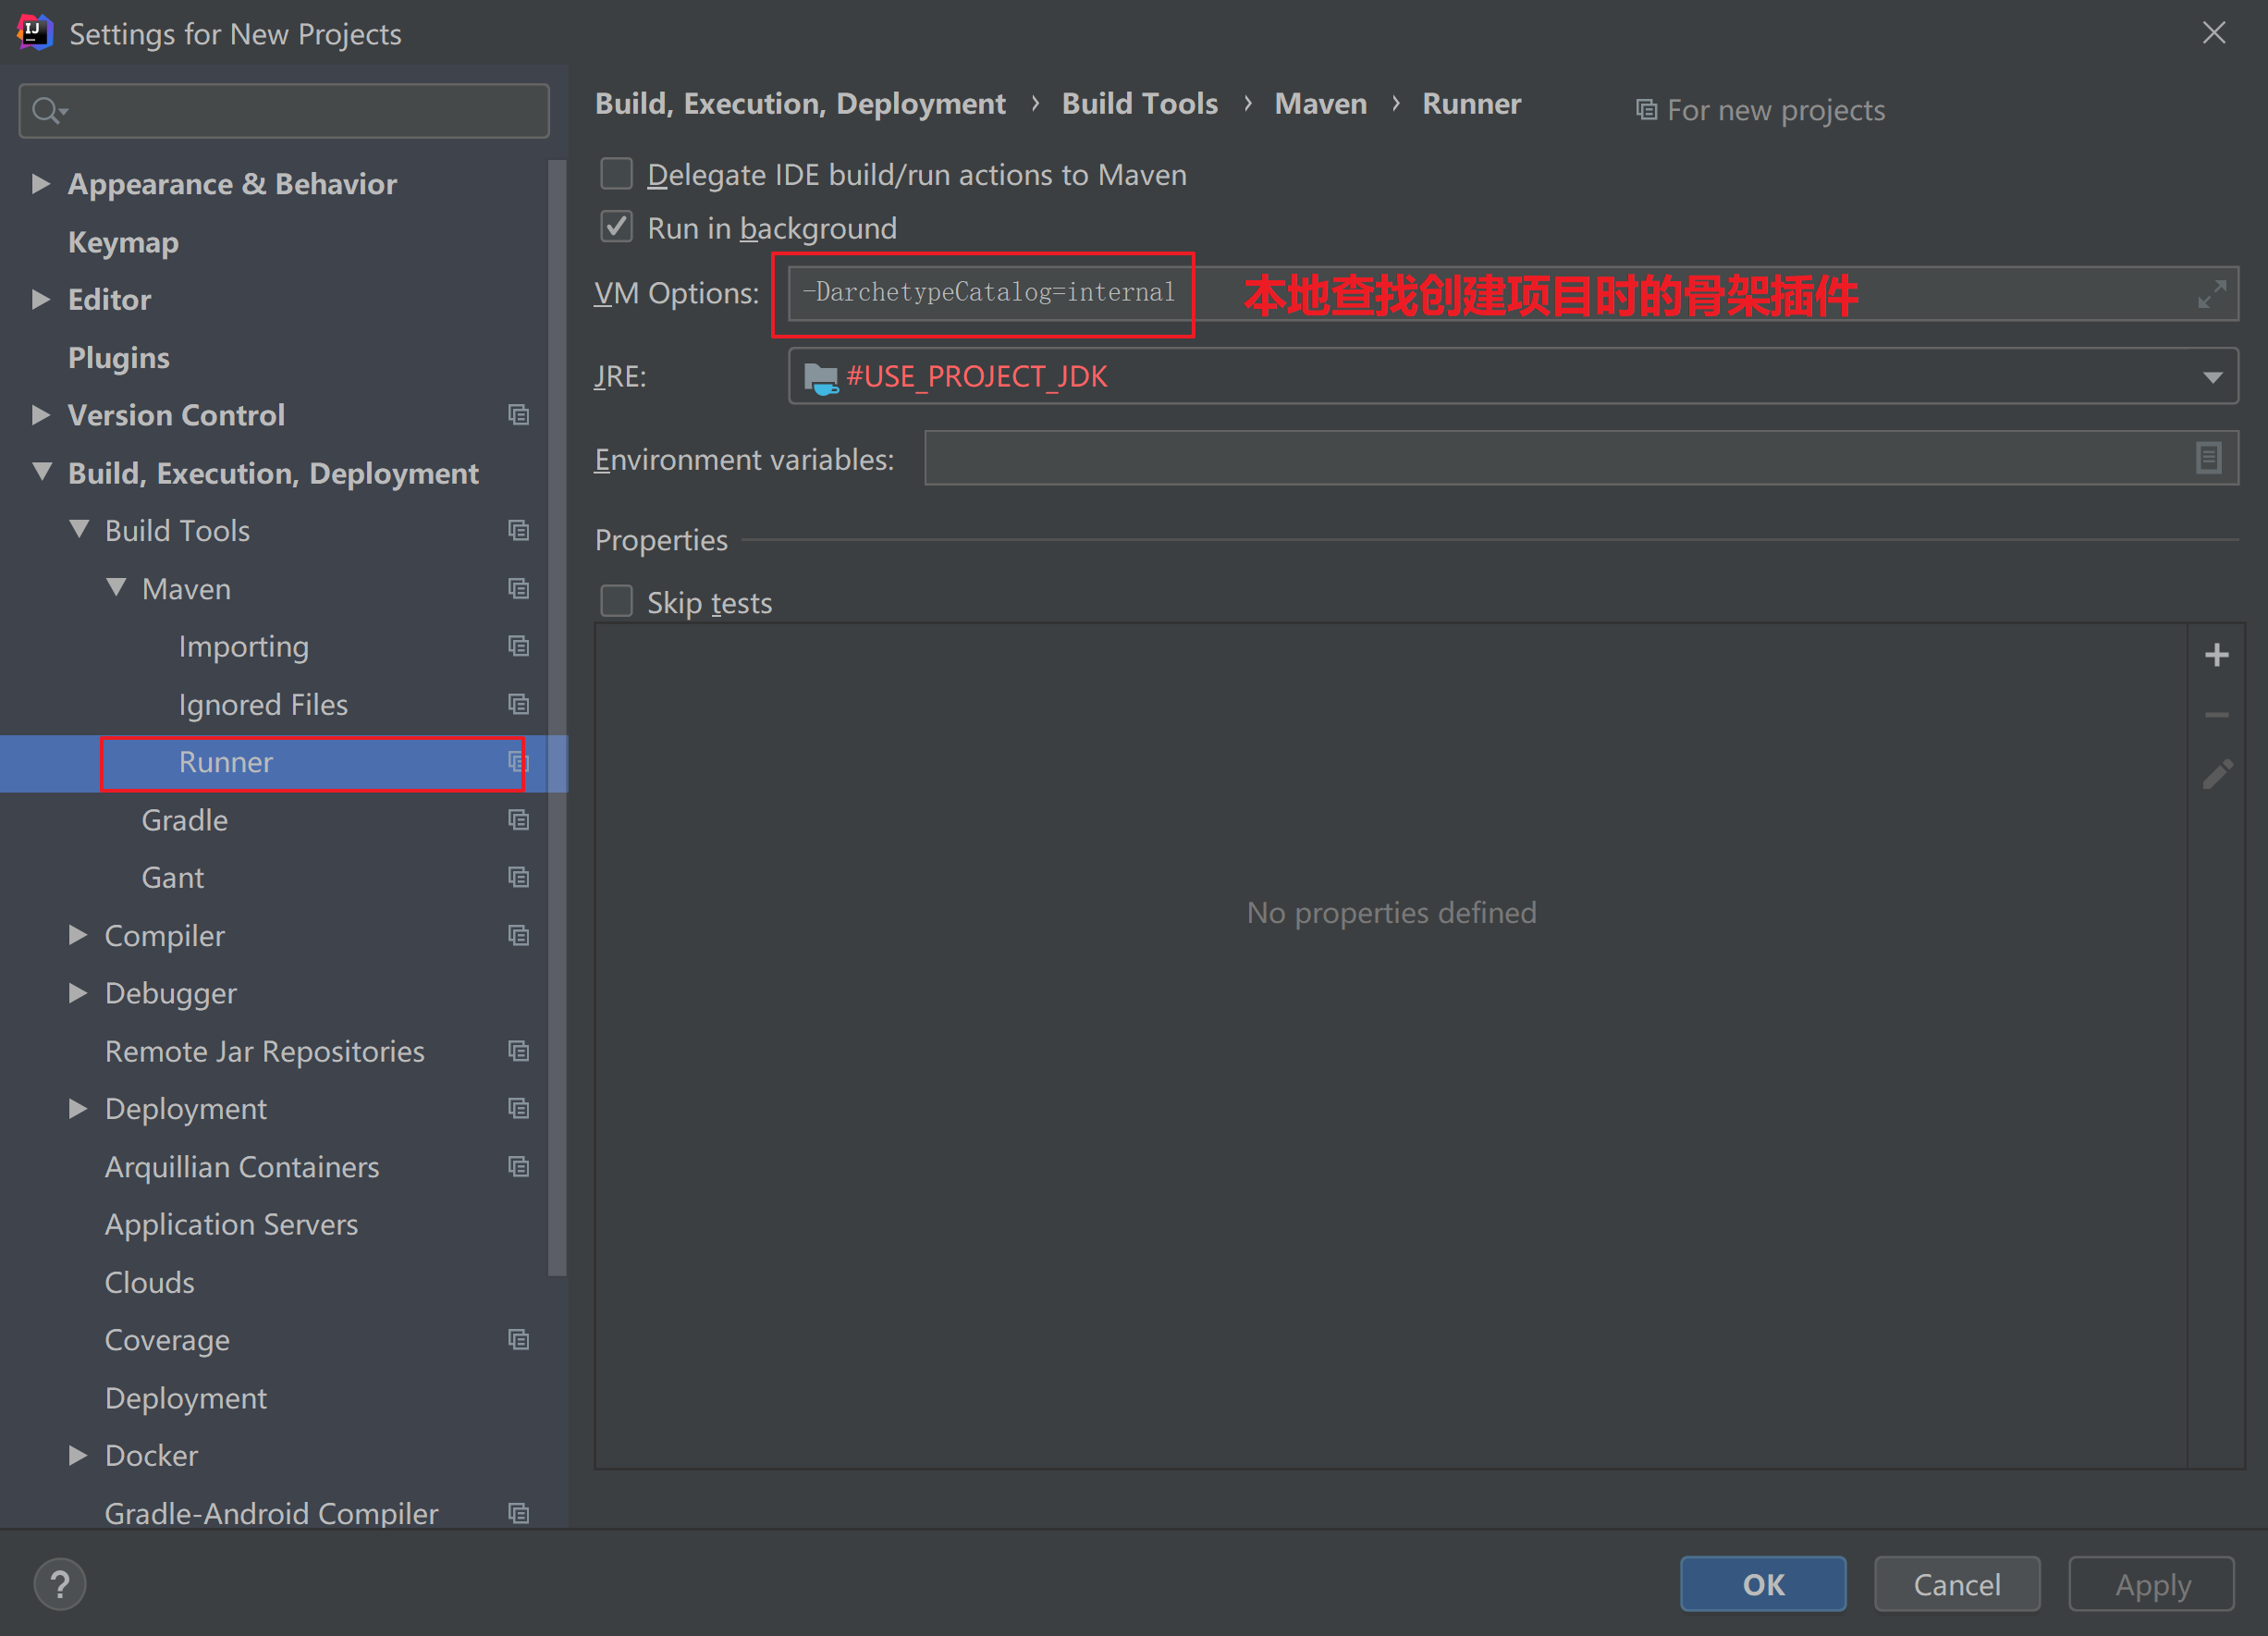 Settings for New Projects
Appearance & Behavior
Keymap
Editor
Plugins
Version Control
Build, Execution, Deployment
Build Tools
Maven
Importing
Ignored Files
Runner
Gradle
Gant
Compiler
Debugger
Remote Jar Repositories
Deployment
Arquillian Containers
Application Servers
Clouds
Coverage
Deployment
Docker
Gradle-Android Compiler
Build, Execution, Deployment › Build Tools › Maven › Runner For new projects
Delegate IDE build/run actions to Maven
Run in background
VM Options: -DarchetypeCatalog=internal 本地查找创建项目时的骨架插件
JRE: #USE_PROJECT_JDK
Environment variables:
Properties
Skip tests
No properties defined
? OK Cancel Apply